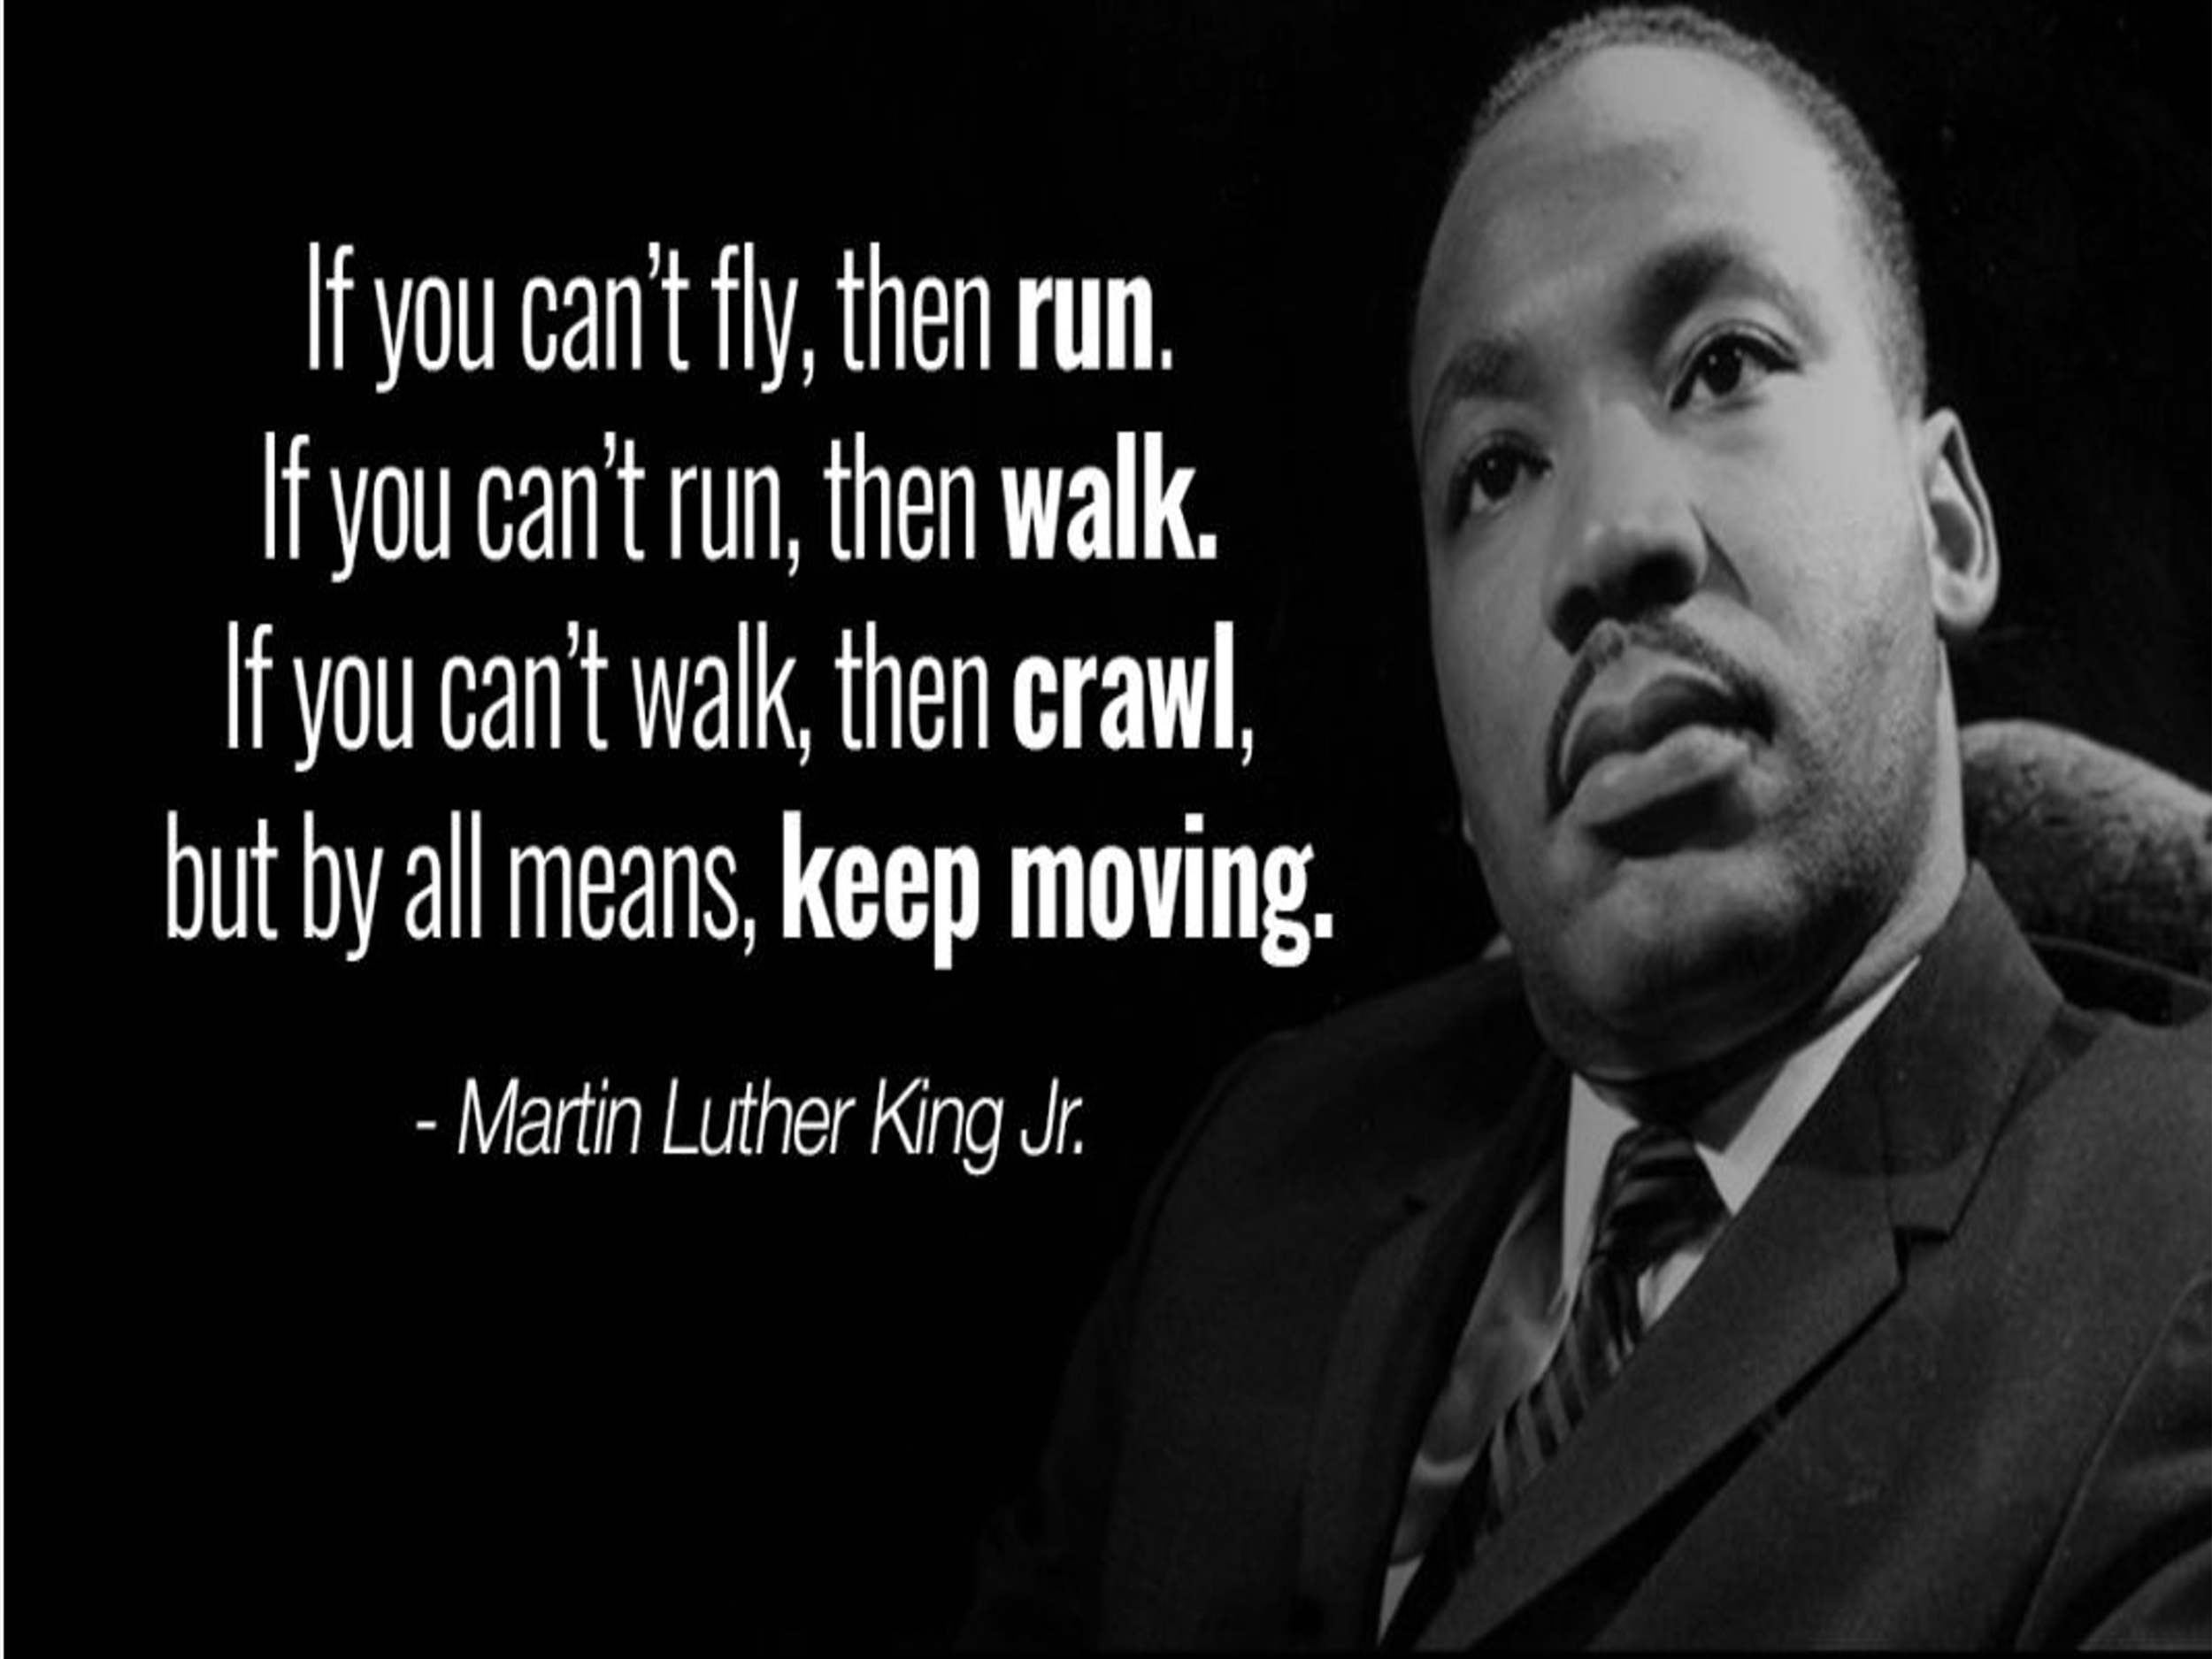 If you can’t fly, then run.
If you can’t run, then walk.
If you can’t walk, then crawl,
but by all means, keep moving.
- Martin Luther King Jr.